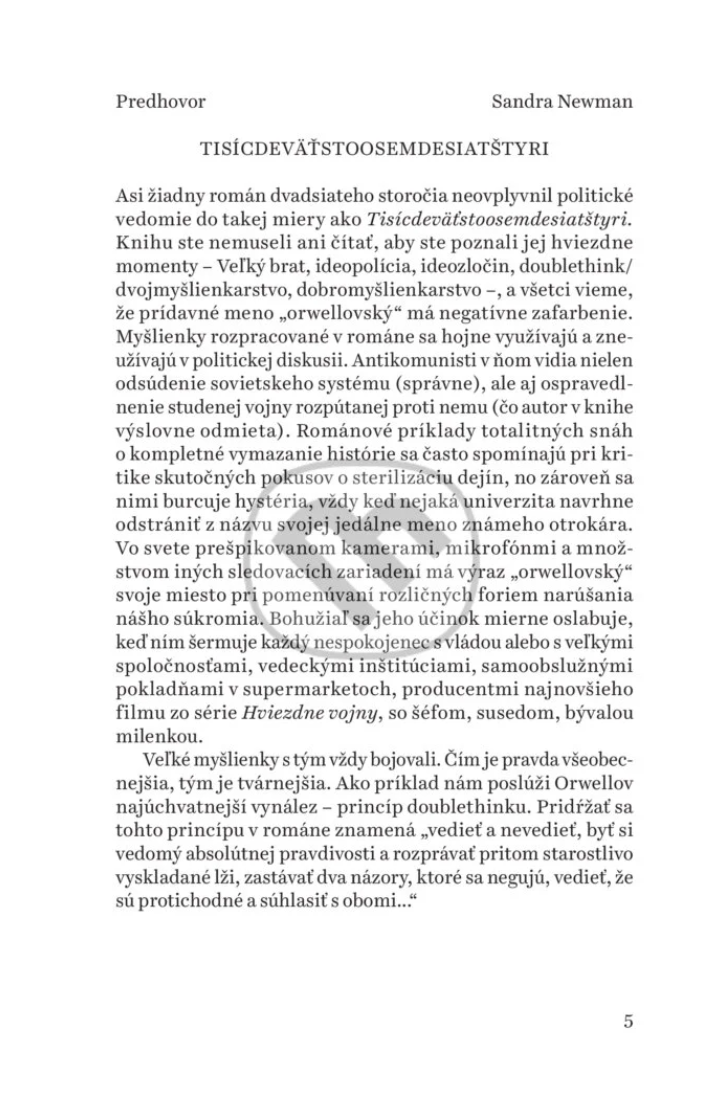 Predhovor Sandra Newman
TISÍCDEVÄŤSTOOSEMDESIATŠTYRI
Asi žiadny román dvadsiateho storočia neovplyvnil politické
vedomie do takej miery ako Tisícdeväťstoosemdesiatštyri.
Knihu ste nemuseli ani čítať, aby ste poznali jej hviezdne
momenty – Veľký brat, ideopolícia, ideozločin, doublethink/
dvojmyšlienkarstvo, dobromyšlienkarstvo –, a všetci vieme,
že prídavné meno „orwellovský“ má negatívne zafarbenie.
Myšlienky rozpracované v románe sa hojne využívajú a zne-
užívajú v politickej diskusii. Antikomunisti v ňom vidia nielen
odsúdenie sovietskeho systému (správne), ale aj ospravedl-
nenie studenej vojny rozpútanej proti nemu (čo autor v knihe
výslovne odmieta). Románové príklady totalitných snáh
o kompletné vymazanie histórie sa často spomínajú pri kri-
tike skutočných pokusov o sterilizáciu dejín, no zároveň sa
nimi burcuje hystéria, vždy keď nejaká univerzita navrhne
odstrániť z názvu svojej jedálne meno známeho otrokára.
Vo svete prešpikovanom kamerami, mikrofónmi a množ-
stvom iných sledovacích zariadení má výraz „orwellovský“
svoje miesto pri pomenúvaní rozličných foriem narúšania
nášho súkromia. Bohužiaľ sa jeho účinok mierne oslabuje,
keď ním šermuje každý nespokojenec s vládou alebo s veľkými
spoločnosťami, vedeckými inštitúciami, samoobslužnými
pokladňami v supermarketoch, producentmi najnovšieho
filmu zo série Hviezdne vojny, so šéfom, susedom, bývalou
milenkou.
Veľké myšlienky s tým vždy bojovali. Čím je pravda všeobec-
nejšia, tým je tvárnejšia. Ako príklad nám poslúži Orwellov
najúchvatnejší vynález – princíp doublethinku. Pridŕžať sa
tohto princípu v románe znamená „vedieť a nevedieť, byť si
vedomý absolútnej pravdivosti a rozprávať pritom starostlivo
vyskladané lži, zastávať dva názory, ktoré sa negujú, vedieť, že
sú protichodné a súhlasiť s obomi...“
5